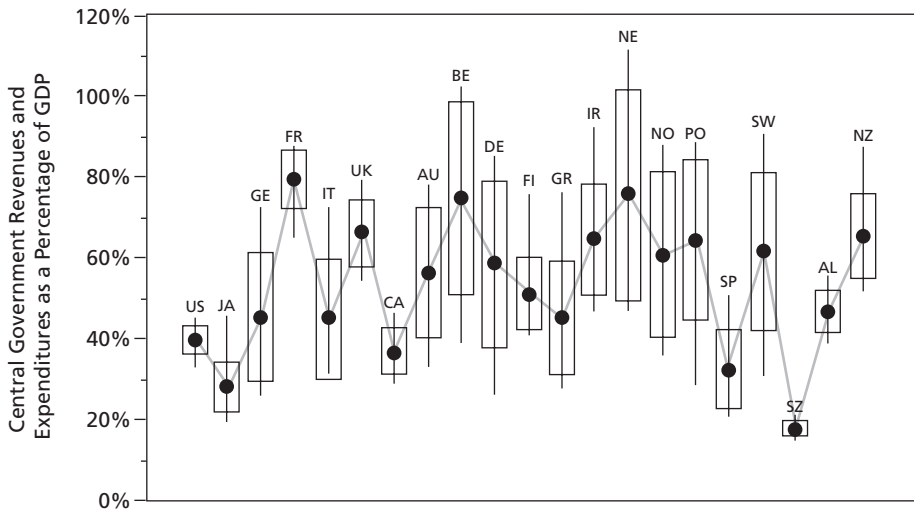 Central Government Revenues and
Expenditures as a Percentage of GDP
120%
100%
80%
60%
40%
20%
0%
US
JA
GE
FR
IT
UK
CA
AU
BE
DE
FI
GR
IR
NE
NO
PO
SP
SW
SZ
AL
NZ